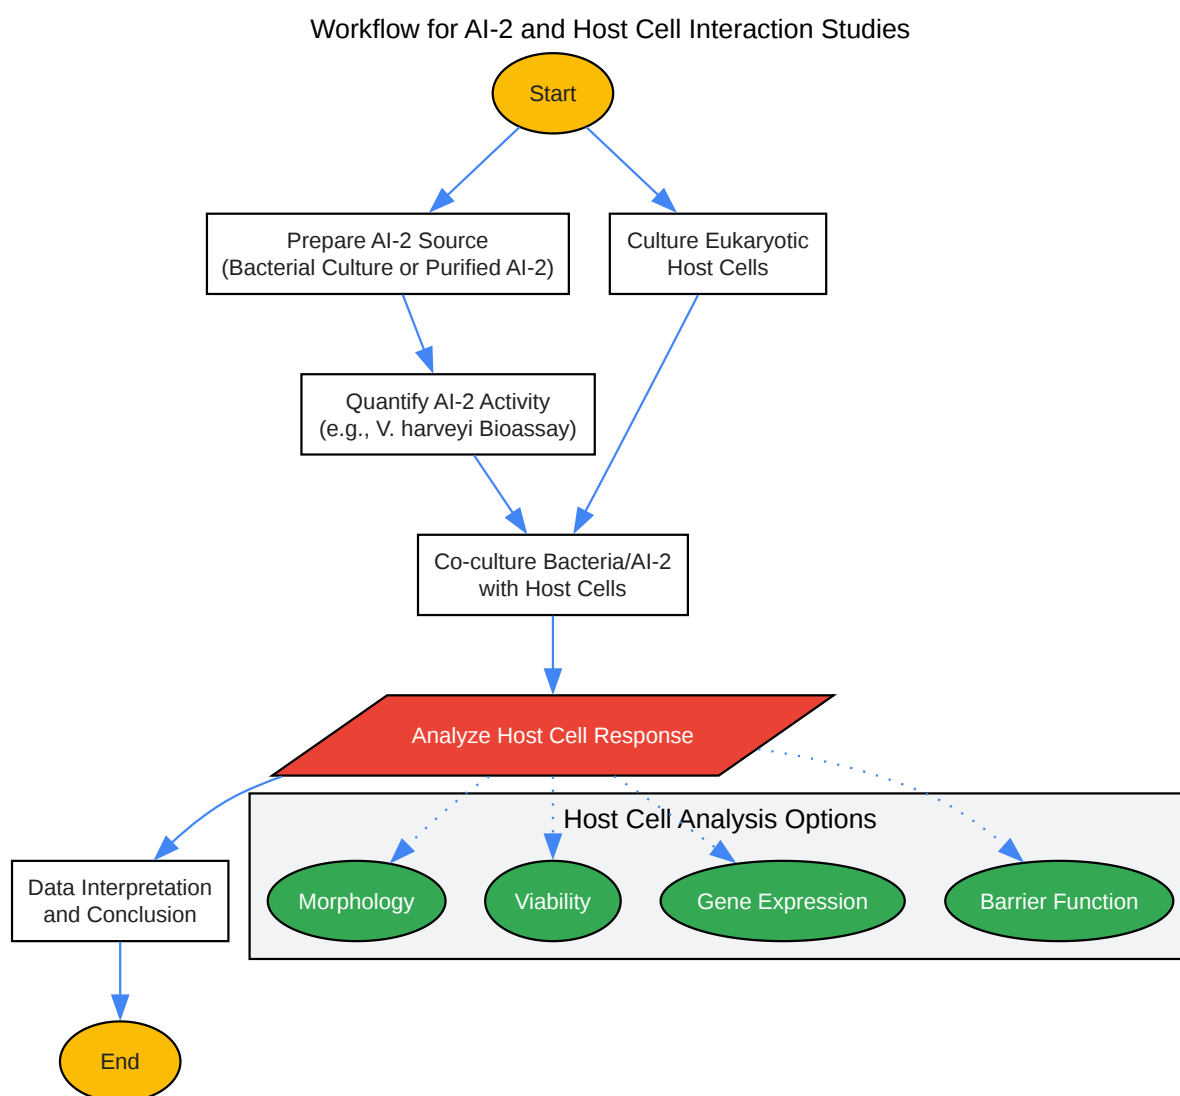 Workflow for AI-2 and Host Cell Interaction Studies
Start
Prepare AI-2 Source
(Bacterial Culture or Purified AI-2)
Culture Eukaryotic
Host Cells
Quantify AI-2 Activity
(e.g., V. harveyi Bioassay)
Co-culture Bacteria/AI-2
with Host Cells
Analyze Host Cell Response
Host Cell Analysis Options
Data Interpretation
and Conclusion
Morphology
Viability
Gene Expression
Barrier Function
End